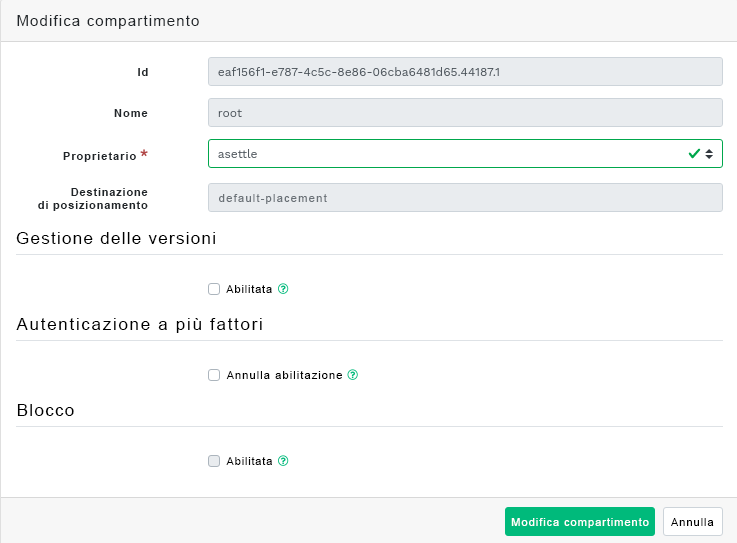 Modifica compartimento
Id
eaf156f1-e787-4c5c-8e86-06cba6481d65.44187.1
Nome
root
Proprietario *
asettle
Destinazione
di posizionamento
default-placement
Gestione delle versioni
Abilitata ?
Autenticazione a più fattori
Annulla abilitazione ?
Blocco
Abilitata ?
Modifica compartimento
Annulla